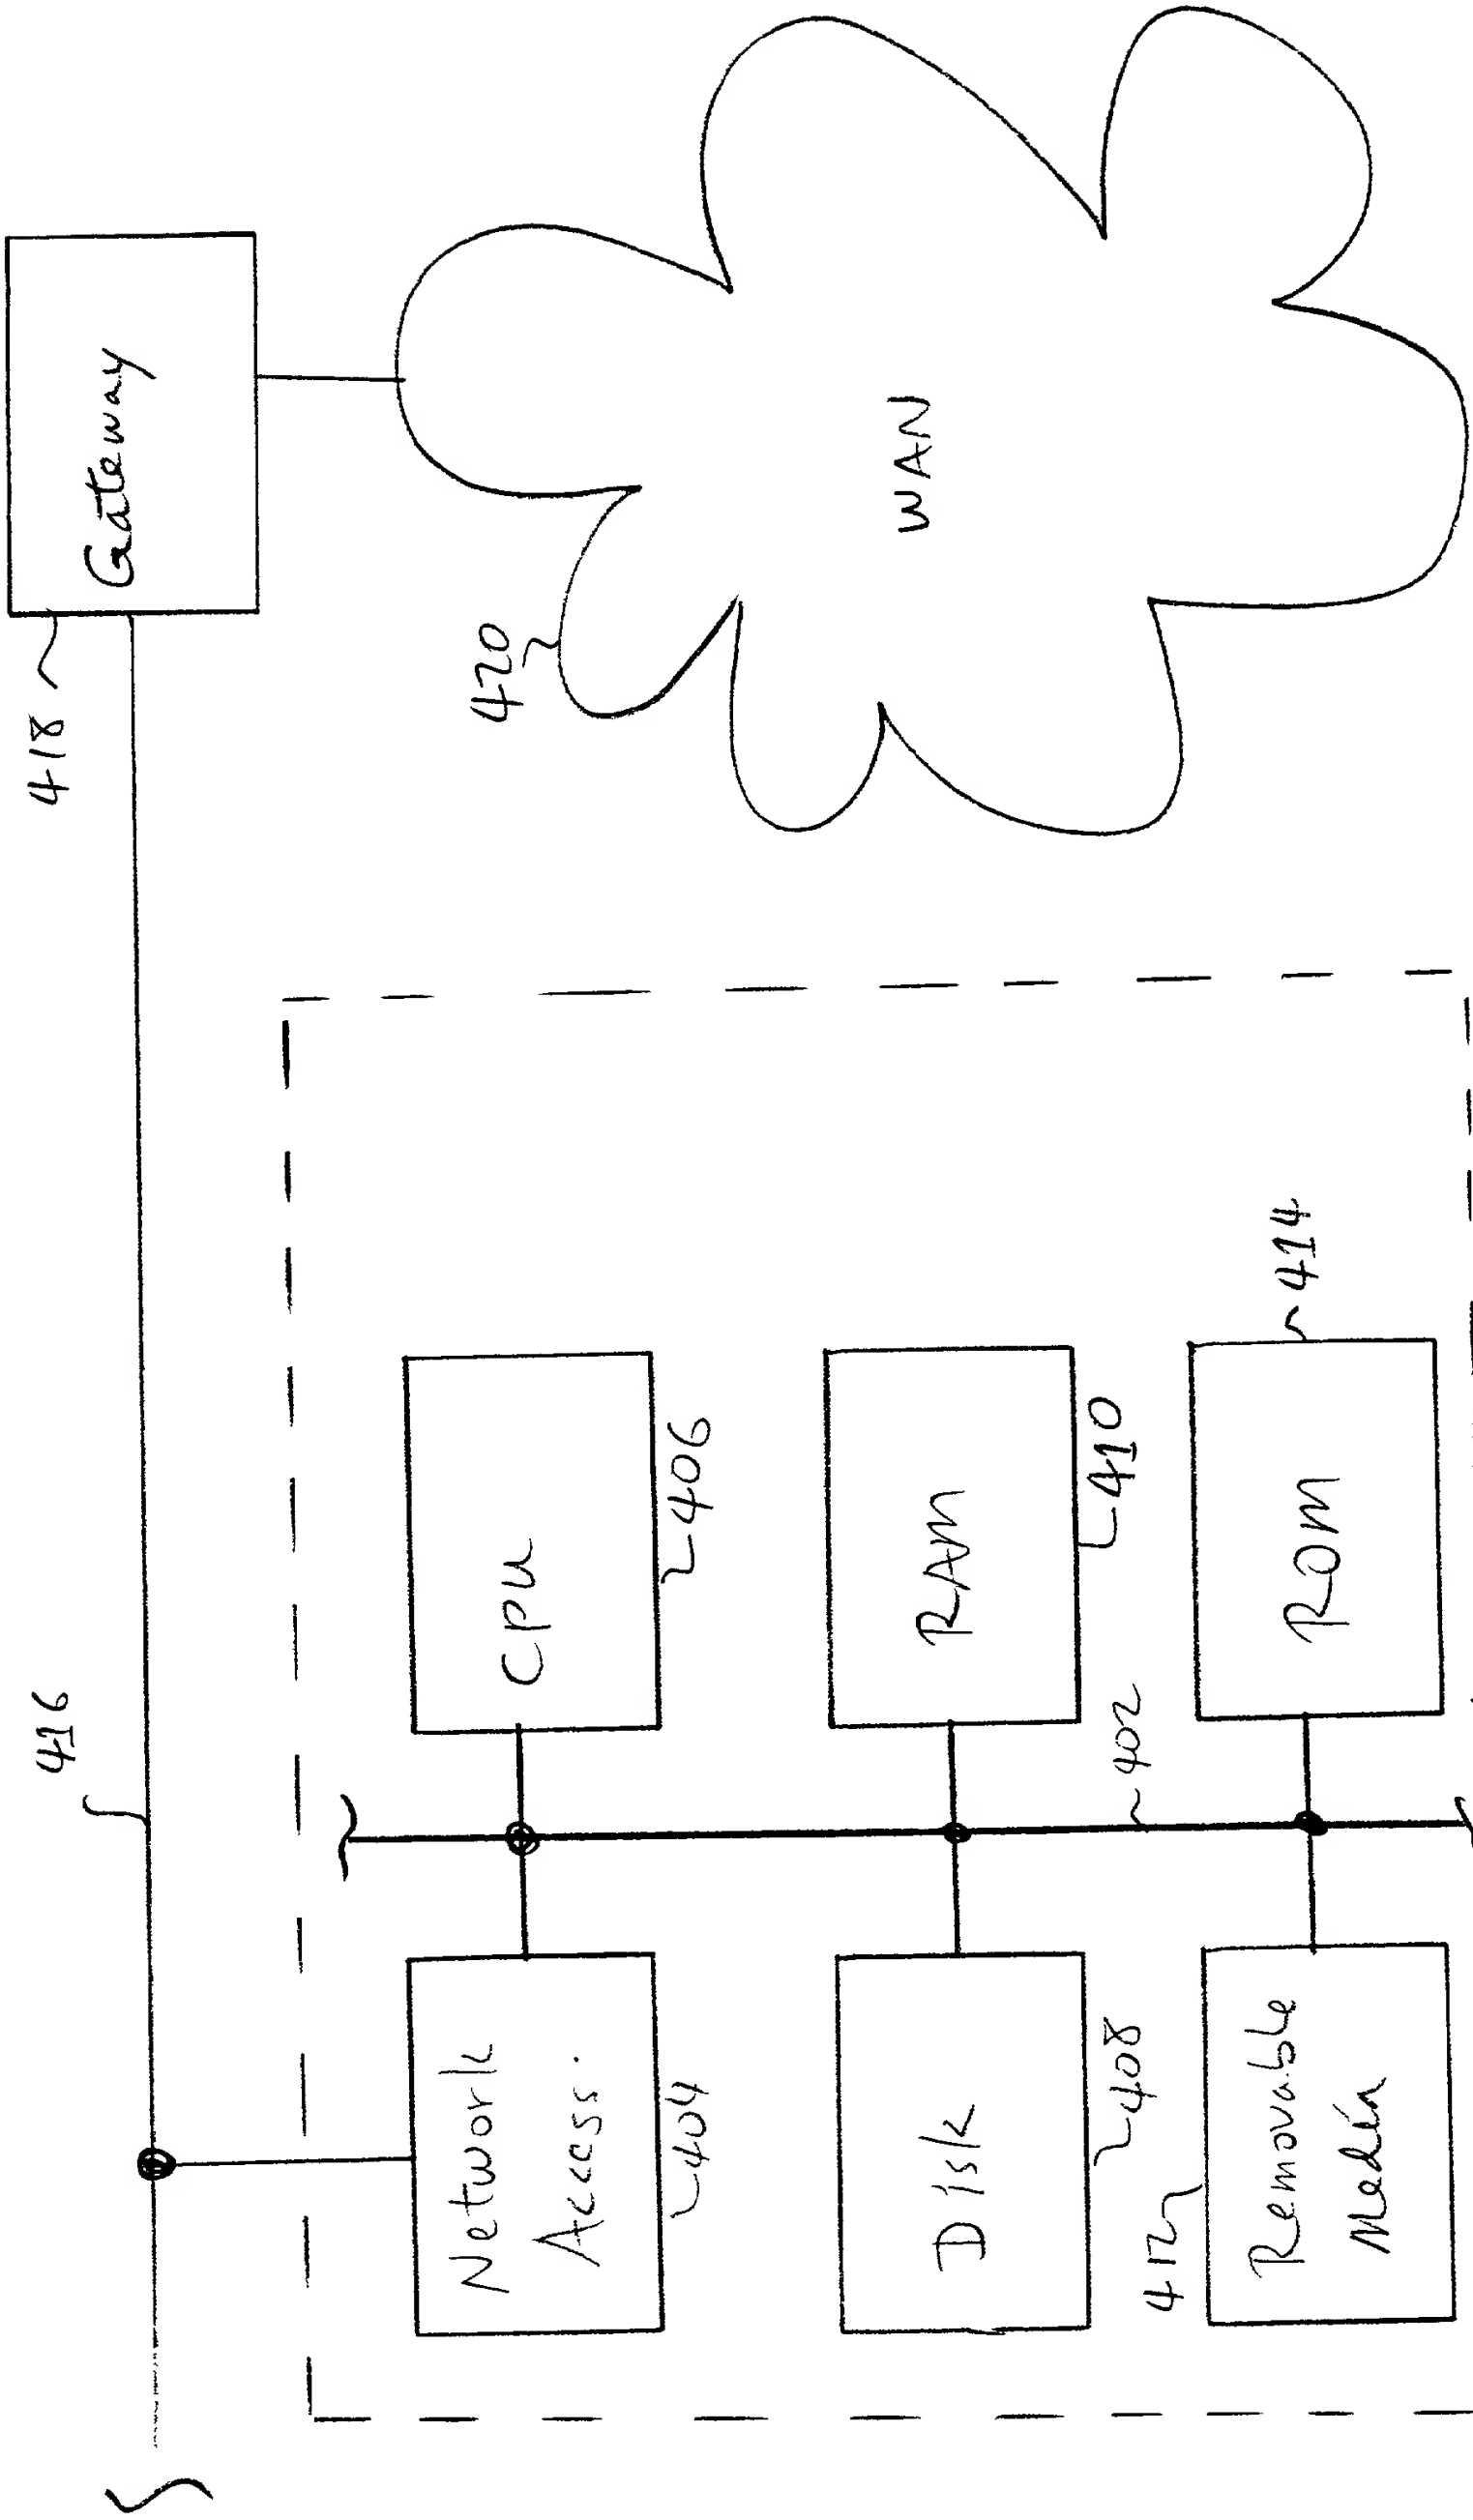 416
418
Gateway
Network
Access.
404
CPU
406
420
WAN
Disk
408
RAM
410
402
412
Removable
Media
ROM
414